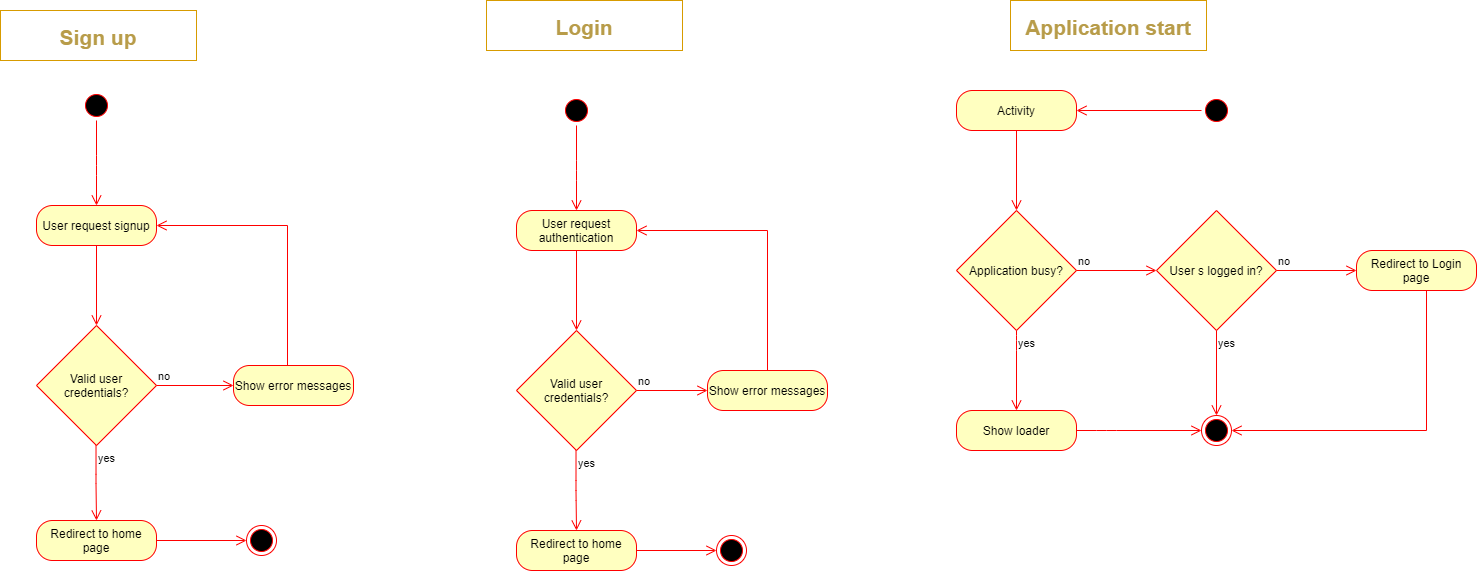 Sign up
User request signup
Valid user
credentials?
no
Show error messages
yes
Redirect to home
page
Login
User request
authentication
Valid user
credentials?
no
Show error messages
yes
Redirect to home
page
Application start
Activity
Application busy?
no
User s logged in?
no
Redirect to Login
page
yes
yes
Show loader